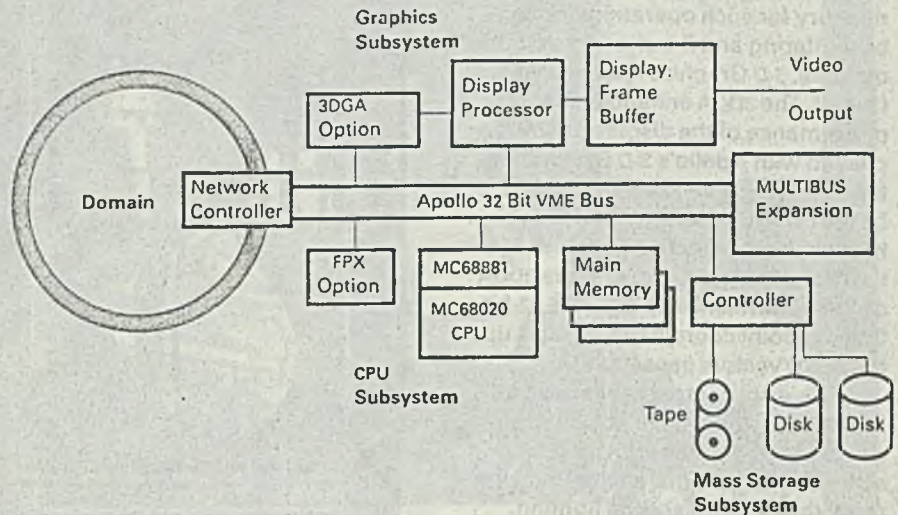 Graphics
Subsystem
3DGA
Option
Display
Processor
Display.
Frame
Buffer
Video
Output
Domain
Network
Controller
Apollo 32 Bit VME Bus
MULTIBUS
Expansion
FPX
Option
MC68881
MC68020
CPU
Main
Memory
Controller
CPU
Subsystem
Tape
Disk
Disk
Mass Storage
Subsystem